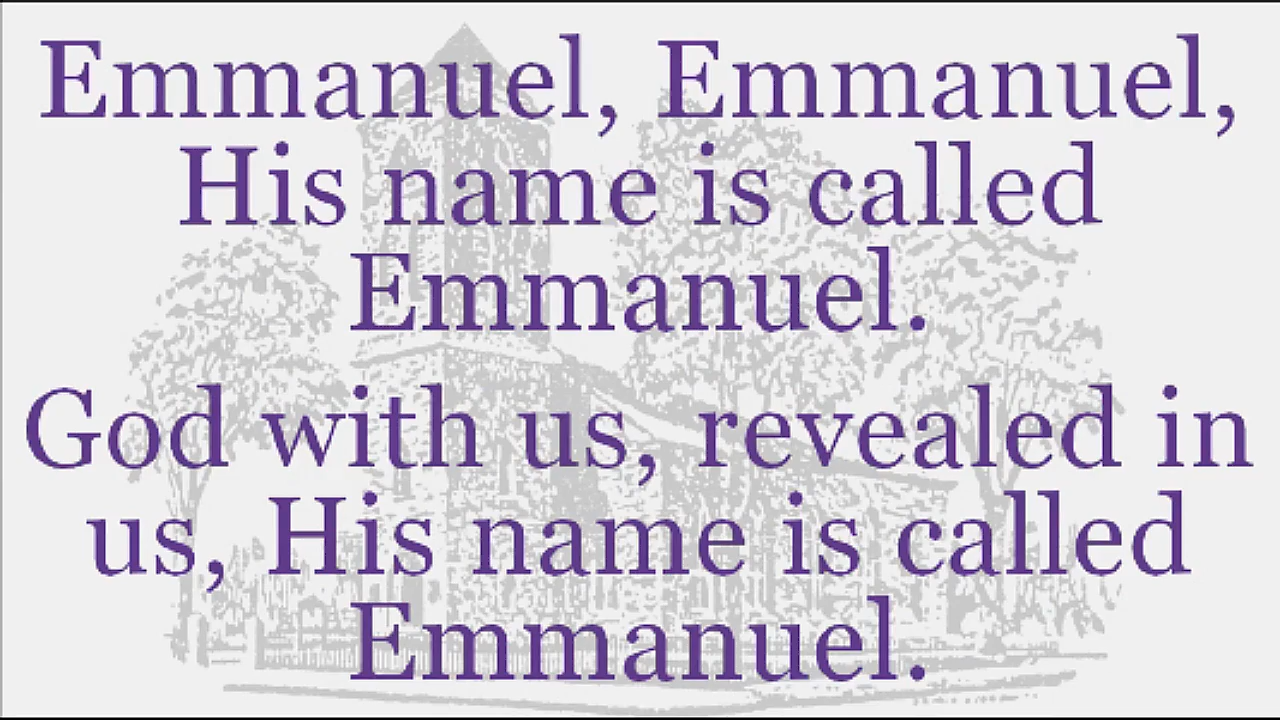 Emmanuel, Emmanuel,
His name is called
Emmanuel.
God with us, revealed in
us, His name is called
Emmanuel.